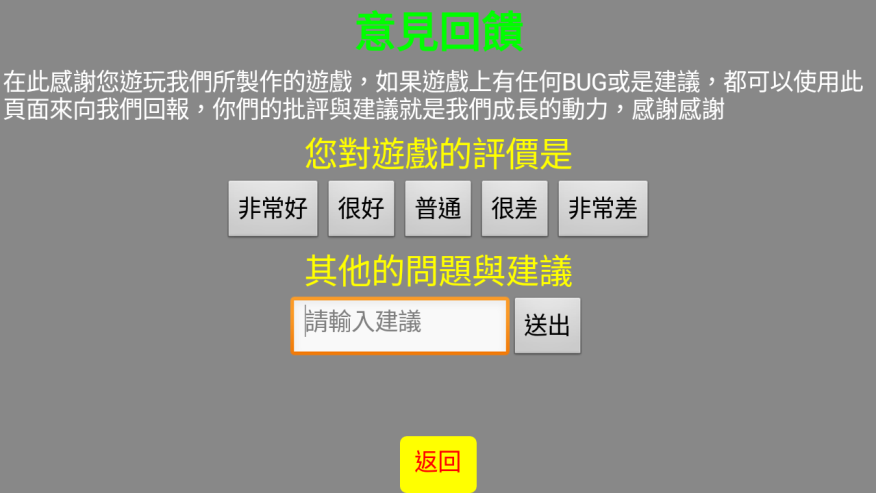 意見回饋
在此感謝您遊玩我們所製作的遊戲，如果遊戲上有任何BUG或是建議，都可以使用此
頁面來向我們回報，你們的批評與建議就是我們成長的動力，感謝感謝
您對遊戲的評價是
非常好 很好 普通 很差 非常差
其他的問題與建議
請輸入建議 送出
返回